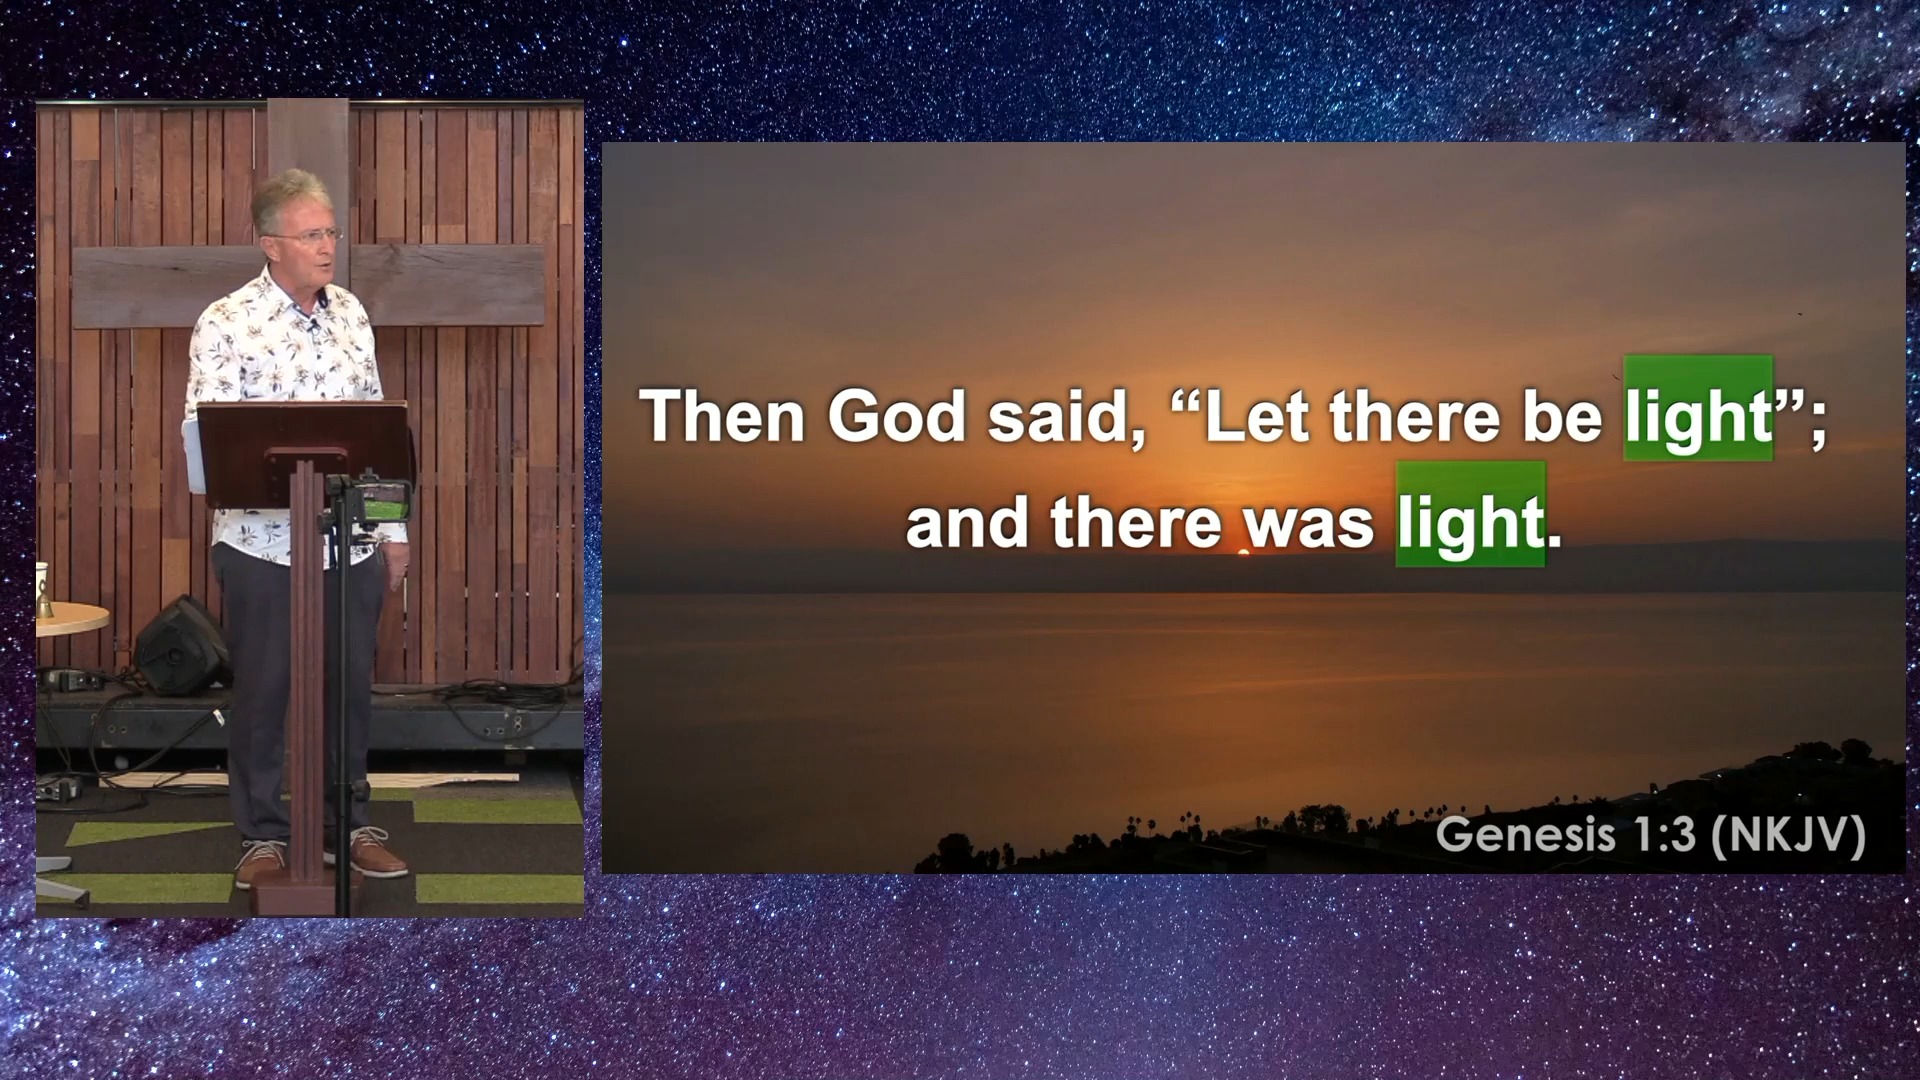 Then God said, “Let there be light”;
and there was light.
Genesis 1:3 (NKJV)